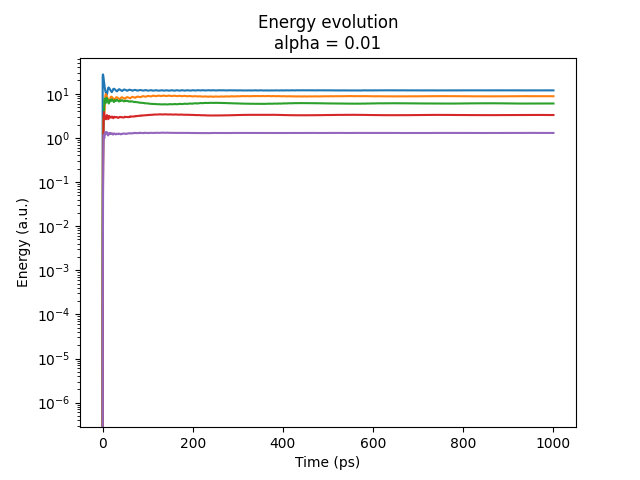 Energy evolution
alpha = 0.01
Energy (a.u.)
10¹
10⁰
10⁻¹
10⁻²
10⁻³
10⁻⁴
10⁻⁵
10⁻⁶
0 200 400 600 800 1000
Time (ps)